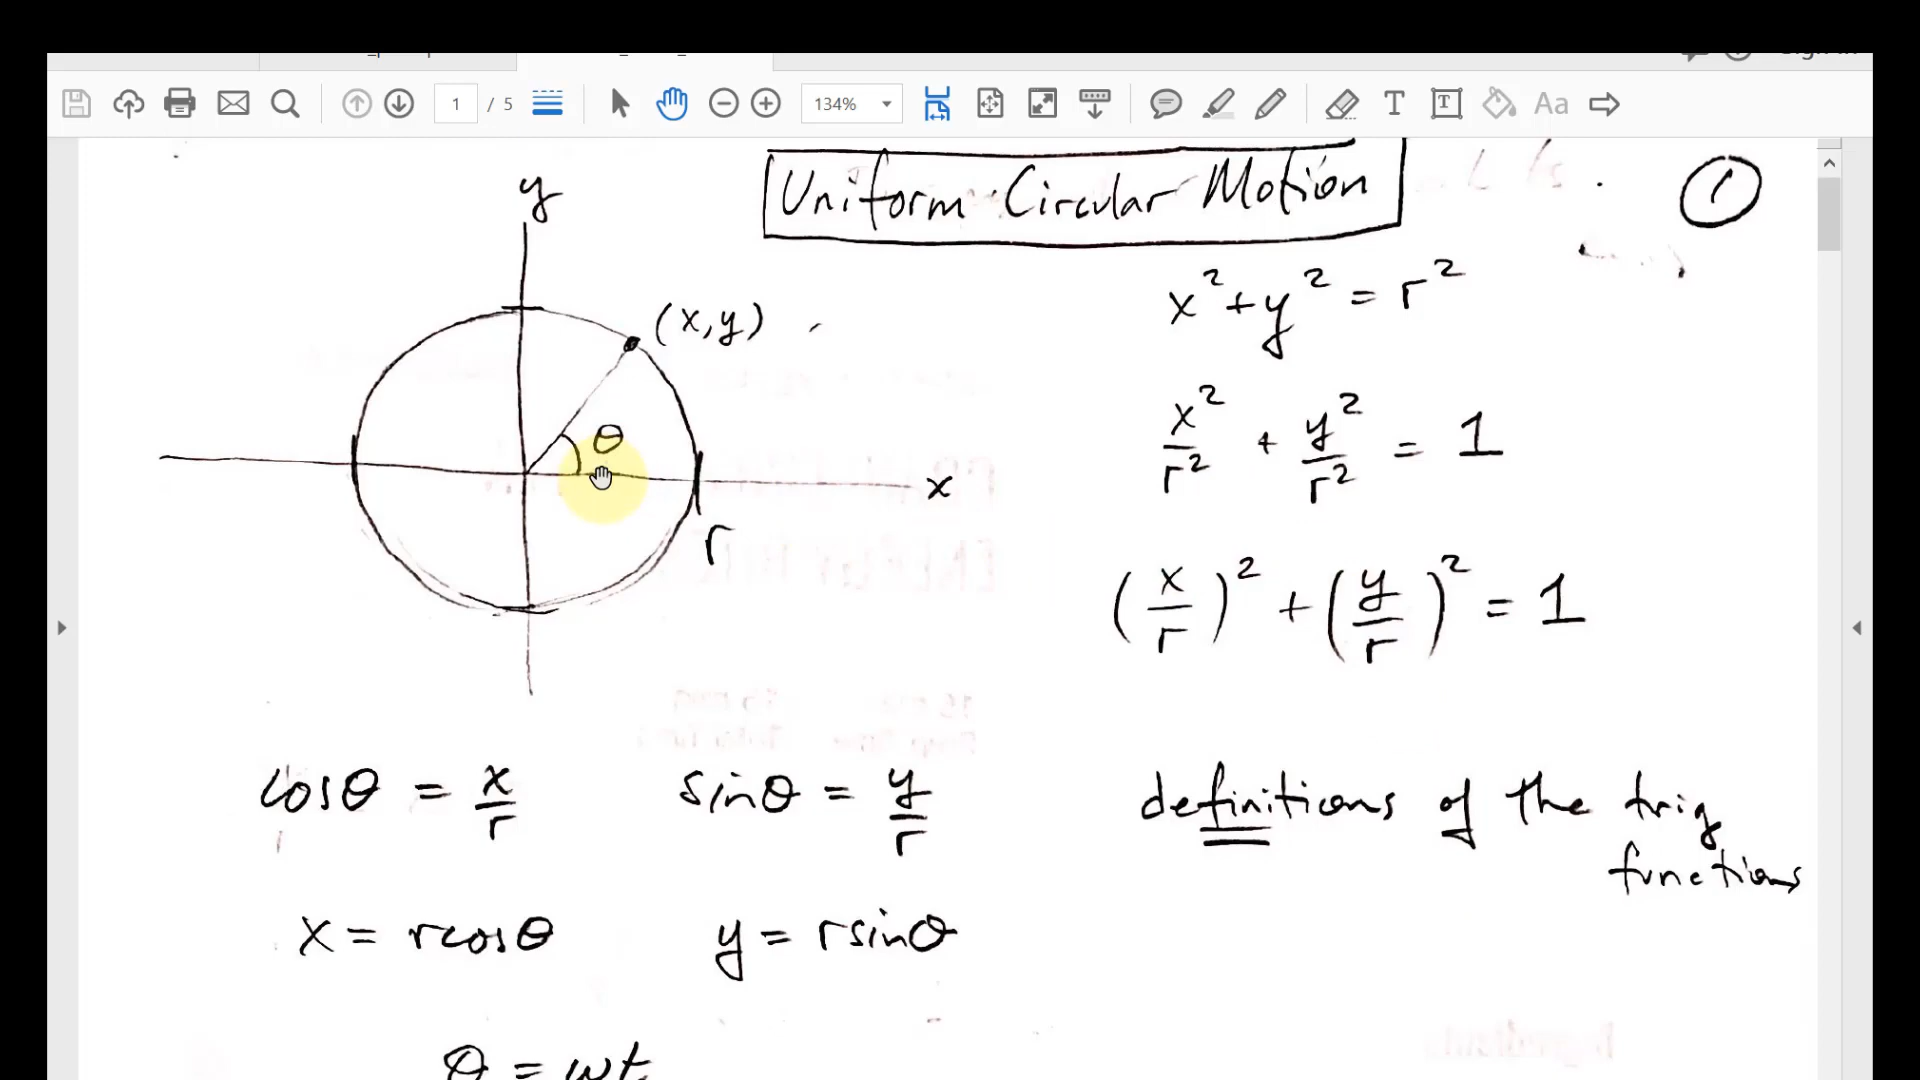 1 / 5
134%
T
T
Aa
Uniform Circular Motion
1
y
(x,y)
θ
x
r
x² + y² = r²
x²/r² + y²/r² = 1
(x/r)² + (y/r)² = 1
cosθ = x/r sinθ = y/r definitions of the trig
functions
x = rcosθ y = rsinθ
θ = ωt